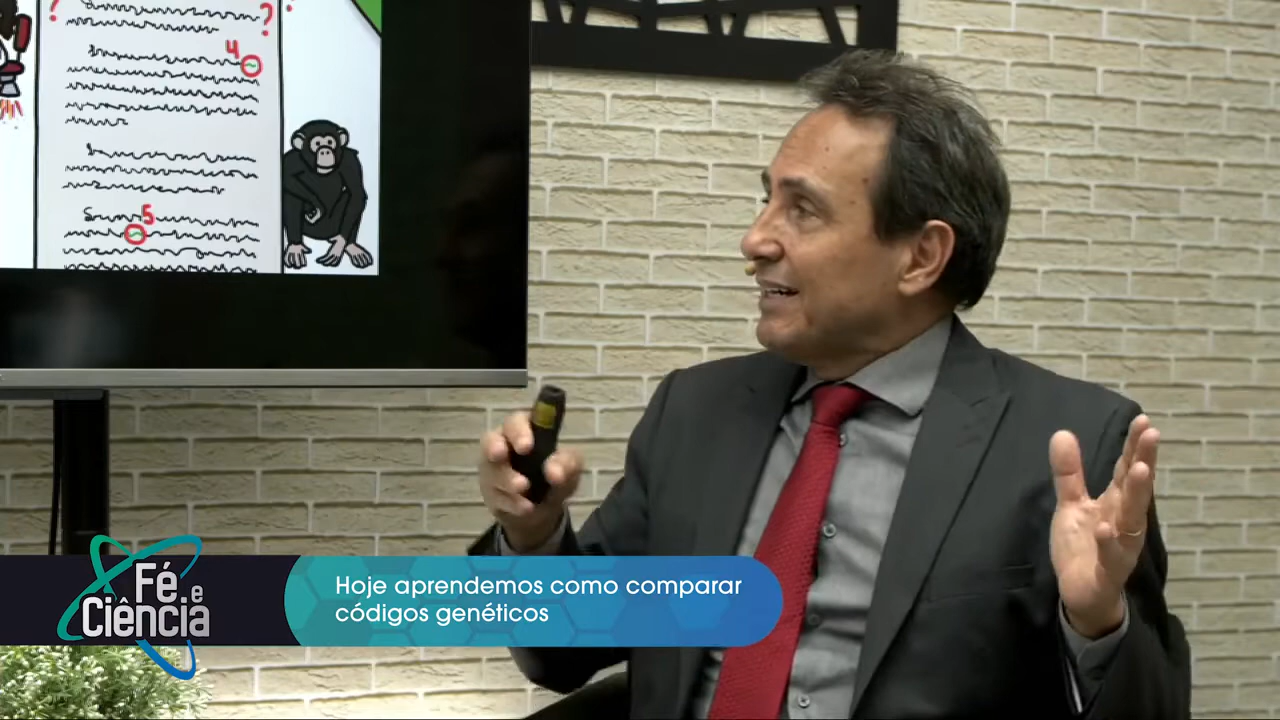 ?
?
4
5
Fé e
Ciência
Hoje aprendemos como comparar
códigos genéticos